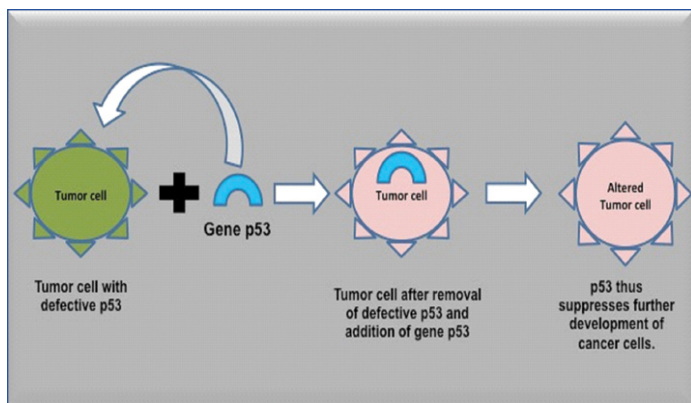 Tumor cell
Gene p53
Tumor cell
Altered
Tumor cell
Tumor cell with
defective p53
Tumor cell after removal
of defective p53 and
addition of gene p53
p53 thus
suppresses further
development of
cancer cells.